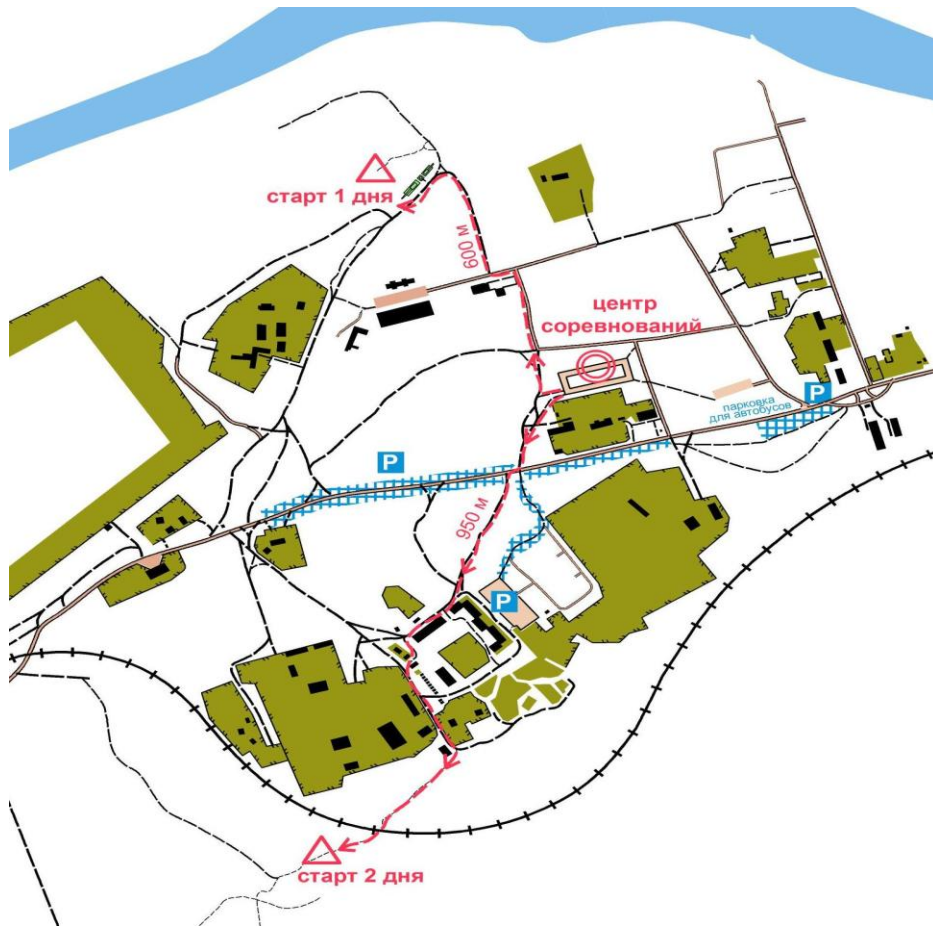 старт 1 дня
600 м
центр
соревнований
парковка
для автобусов
P
P
950 м
P
старт 2 дня